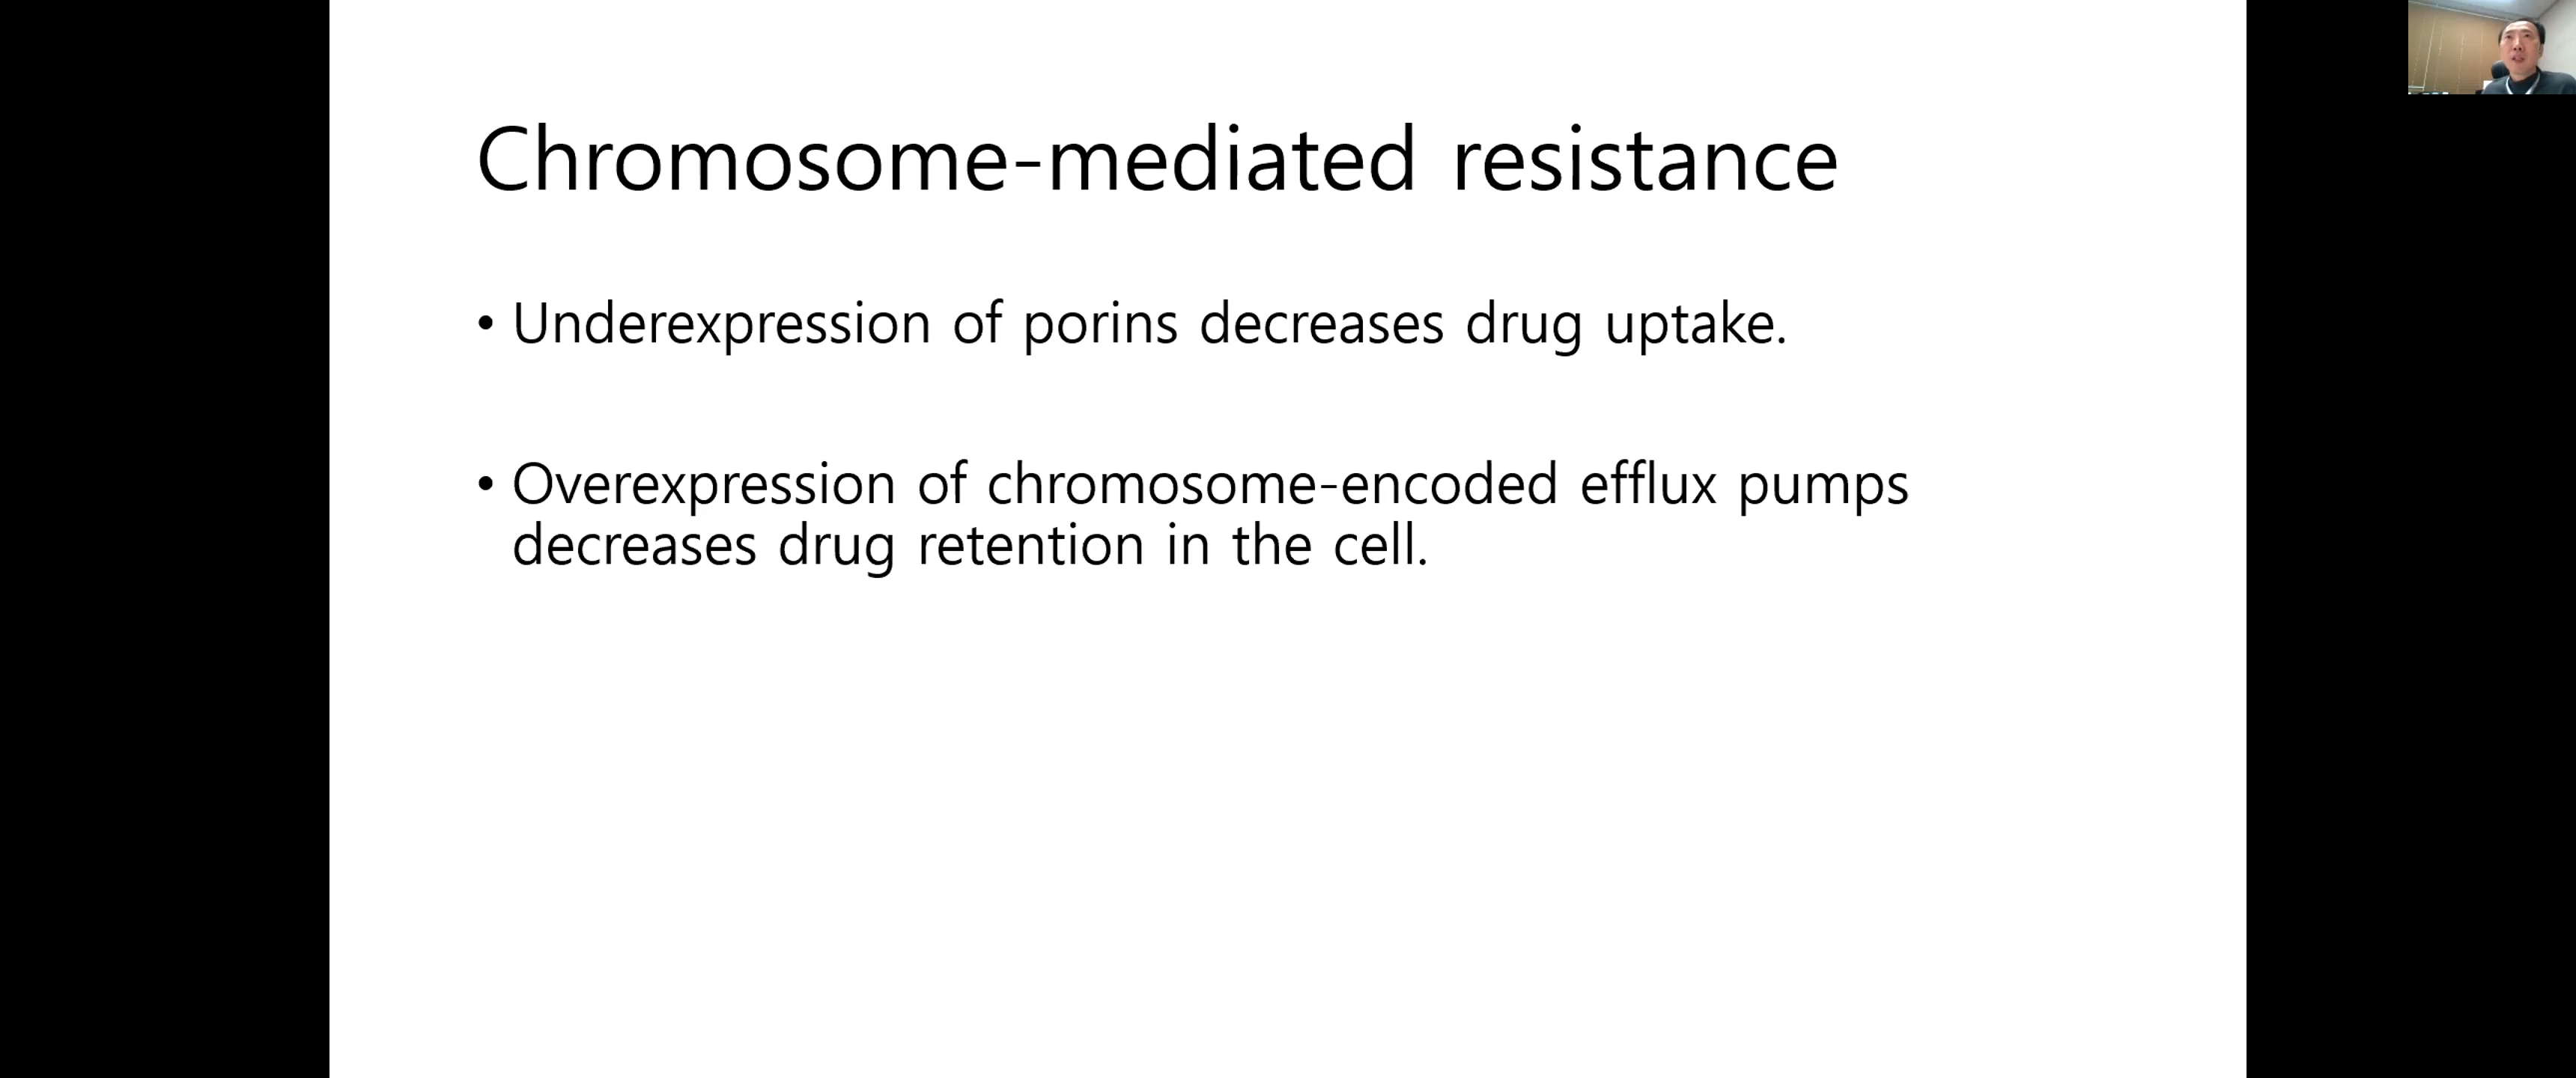 Chromosome-mediated resistance
• Underexpression of porins decreases drug uptake.
• Overexpression of chromosome-encoded efflux pumps
decreases drug retention in the cell.